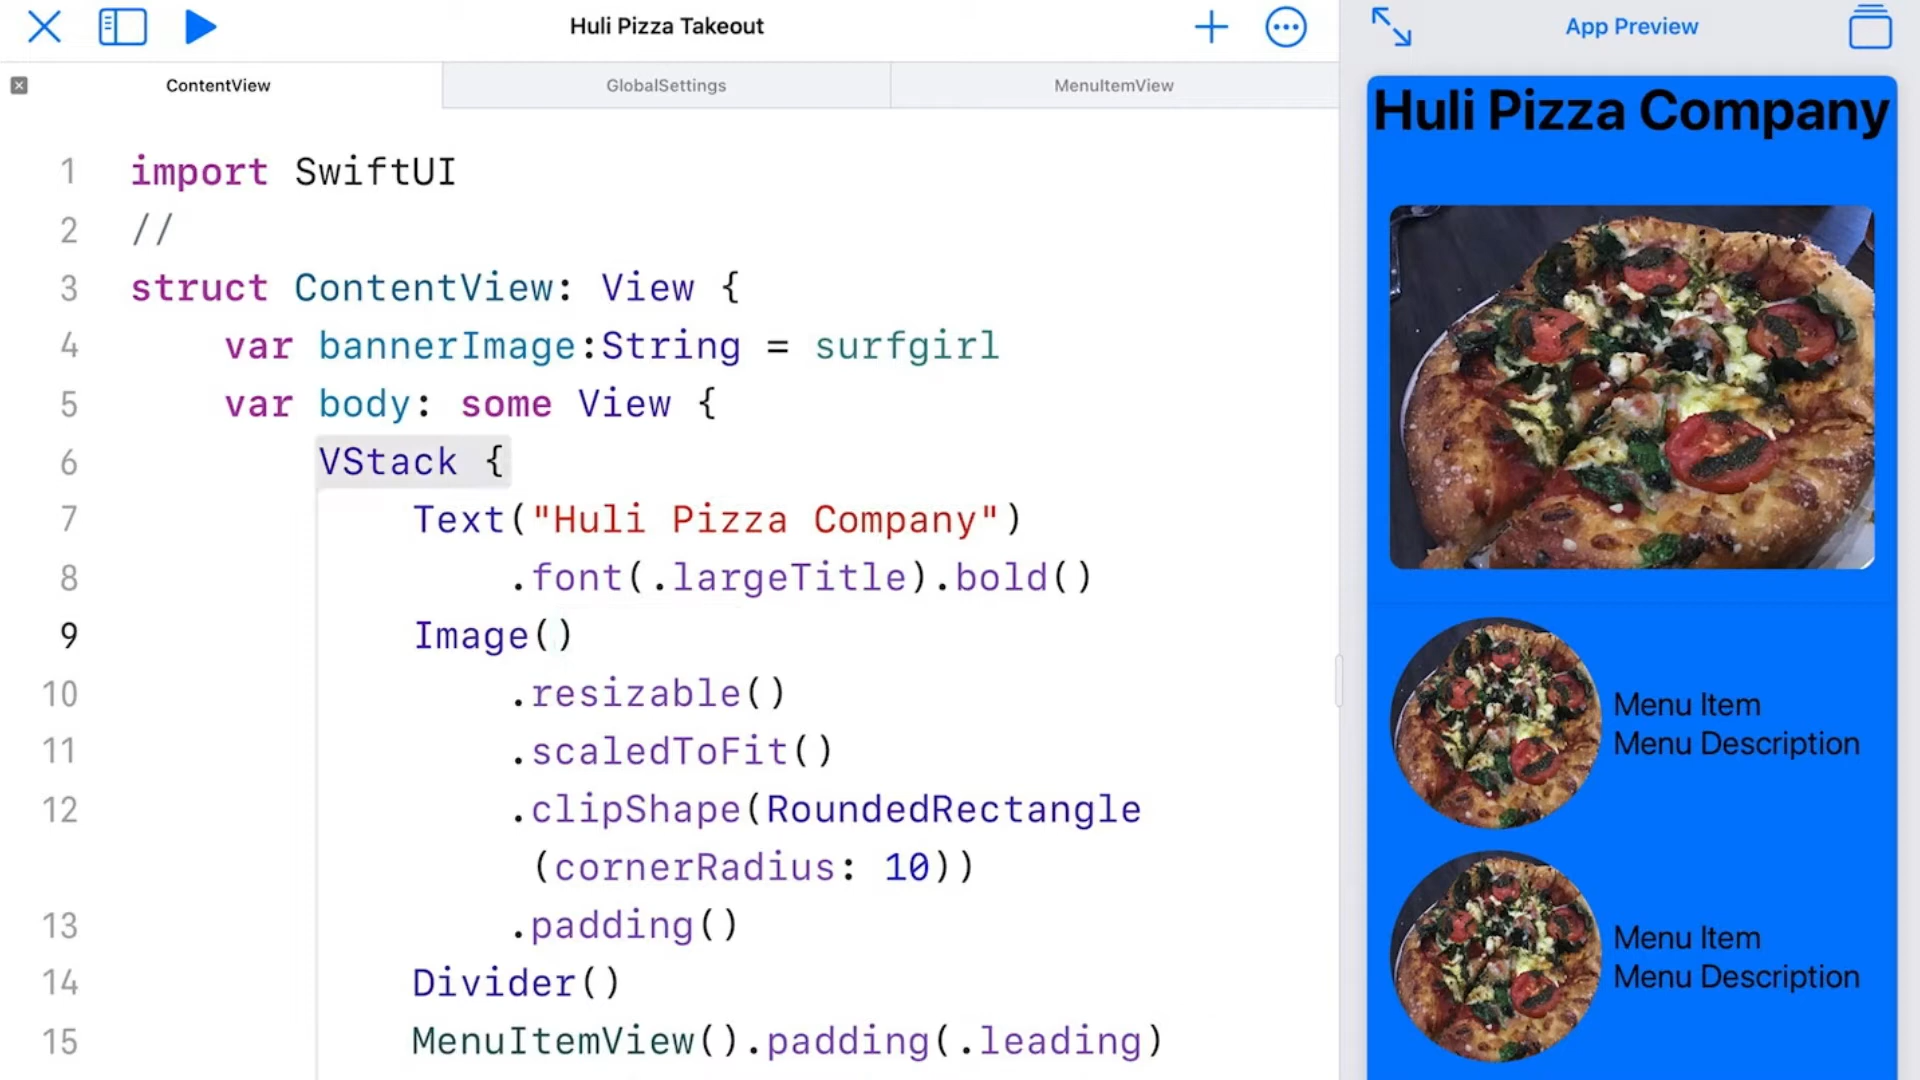 Huli Pizza Takeout
App Preview
ContentView
GlobalSettings
MenuItemView
1 import SwiftUI
2 //
3 struct ContentView: View {
4 var bannerImage:String = surfgirl
5 var body: some View {
6 VStack {
7 Text("Huli Pizza Company")
8 .font(.largeTitle).bold()
9 Image()
10 .resizable()
11 .scaledToFit()
12 .clipShape(RoundedRectangle
(cornerRadius: 10))
13 .padding()
14 Divider()
15 MenuItemView().padding(.leading)
Huli Pizza Company
Menu Item
Menu Description
Menu Item
Menu Description